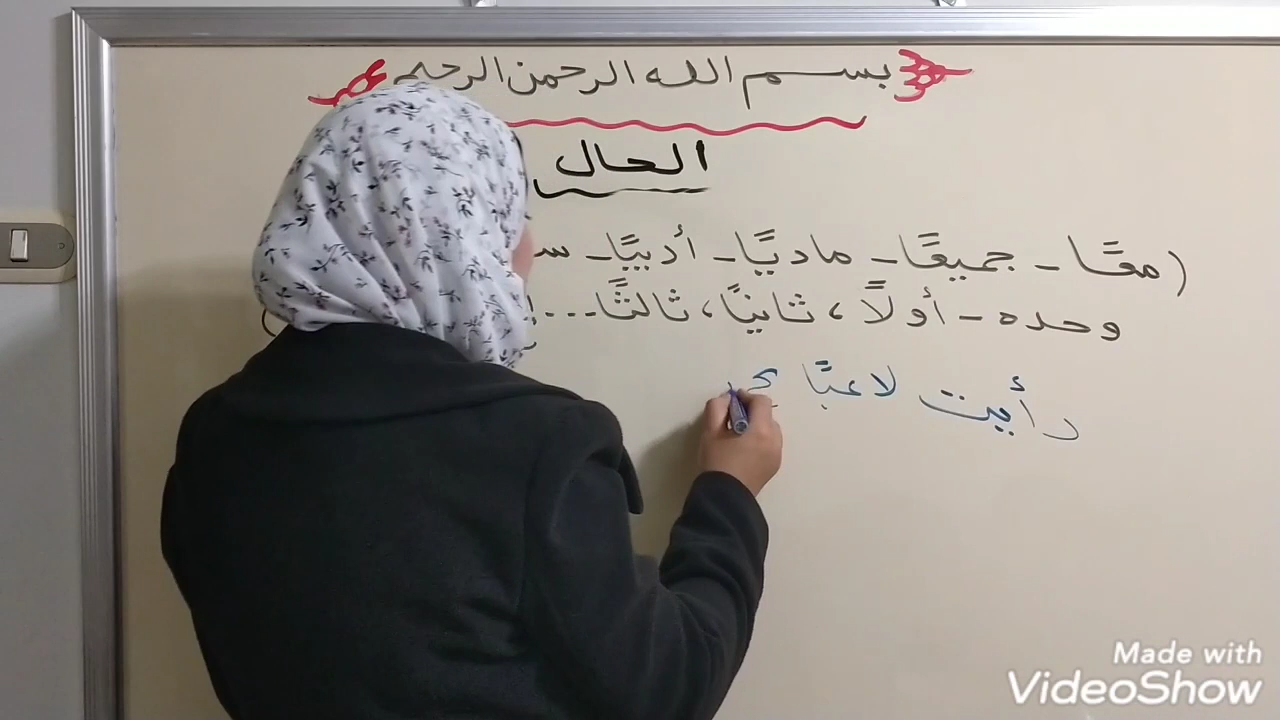 بسم الله الرحمن الرحيم
الحال
(معًا - جميعًا - ماديًّا - أدبيًّا -
وحده - أولًا، ثانيًا، ثالثًا...
رأيت لاعبًا
Made with
VideoShow